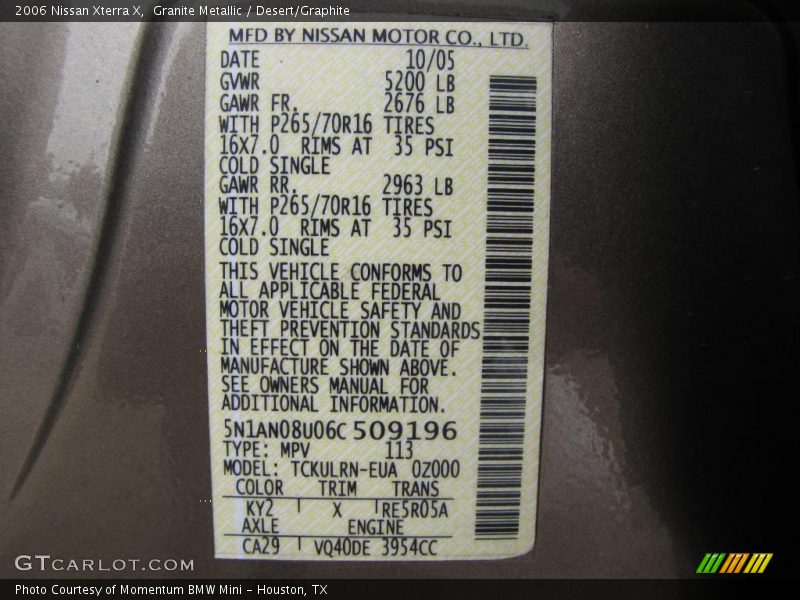 2006 Nissan Xterra X,  Granite Metallic / Desert/Graphite
MFD BY NISSAN MOTOR CO., LTD.
DATE 10/05
GVWR 5200 LB
GAWR FR. 2676 LB
WITH P265/70R16 TIRES
16X7.0 RIMS AT 35 PSI
COLD SINGLE
GAWR RR. 2963 LB
WITH P265/70R16 TIRES
16X7.0 RIMS AT 35 PSI
COLD SINGLE
THIS VEHICLE CONFORMS TO
ALL APPLICABLE FEDERAL
MOTOR VEHICLE SAFETY AND
THEFT PREVENTION STANDARDS
IN EFFECT ON THE DATE OF
MANUFACTURE SHOWN ABOVE.
SEE OWNERS MANUAL FOR
ADDITIONAL INFORMATION.
5N1AN08U06C 509196
TYPE: MPV 113
MODEL: TCKULRN-EUA 0Z000
COLOR TRIM TRANS
KY2 X RE5R05A
AXLE ENGINE
CA29 VQ40DE 3954CC
GTCARLOT.COM
Photo Courtesy of Momentum BMW Mini - Houston, TX